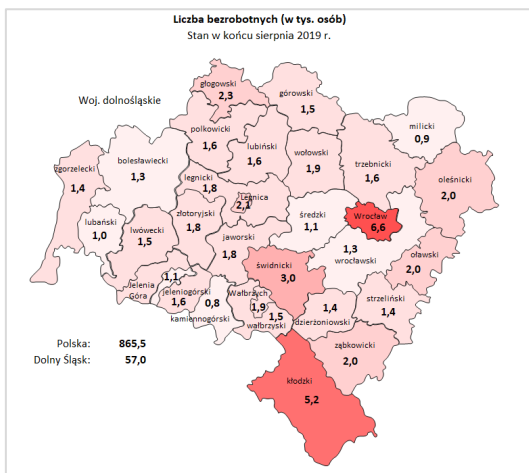 Liczba bezrobotnych (w tys. osób)
Stan w końcu sierpnia 2019 r.
Woj. dolnośląskie
głogowski
2,3
górowski
1,5
milicki
0,9
polkowicki
1,6
lubiński
1,6
wołowski
1,9
trzebnicki
1,6
oleśnicki
2,0
bolesławiecki
1,3
zgorzelecki
1,4
legnicki
1,8
Legnica
2,1
lubański
1,0
lwówecki
1,5
złotoryjski
1,8
średzki
1,1
Wrocław
6,6
jaworski
1,8
1,3
wrocławski
oławski
2,0
świdnicki
3,0
1,1
Jelenia
Góra
jeleniogórski
1,6
0,8
kamiennogórski
Wałbrzych
1,9
1,5
wałbrzyski
1,4
dzierżoniowski
strzeliński
1,4
ząbkowicki
2,0
kłodzki
5,2
Polska: 865,5
Dolny Śląsk: 57,0